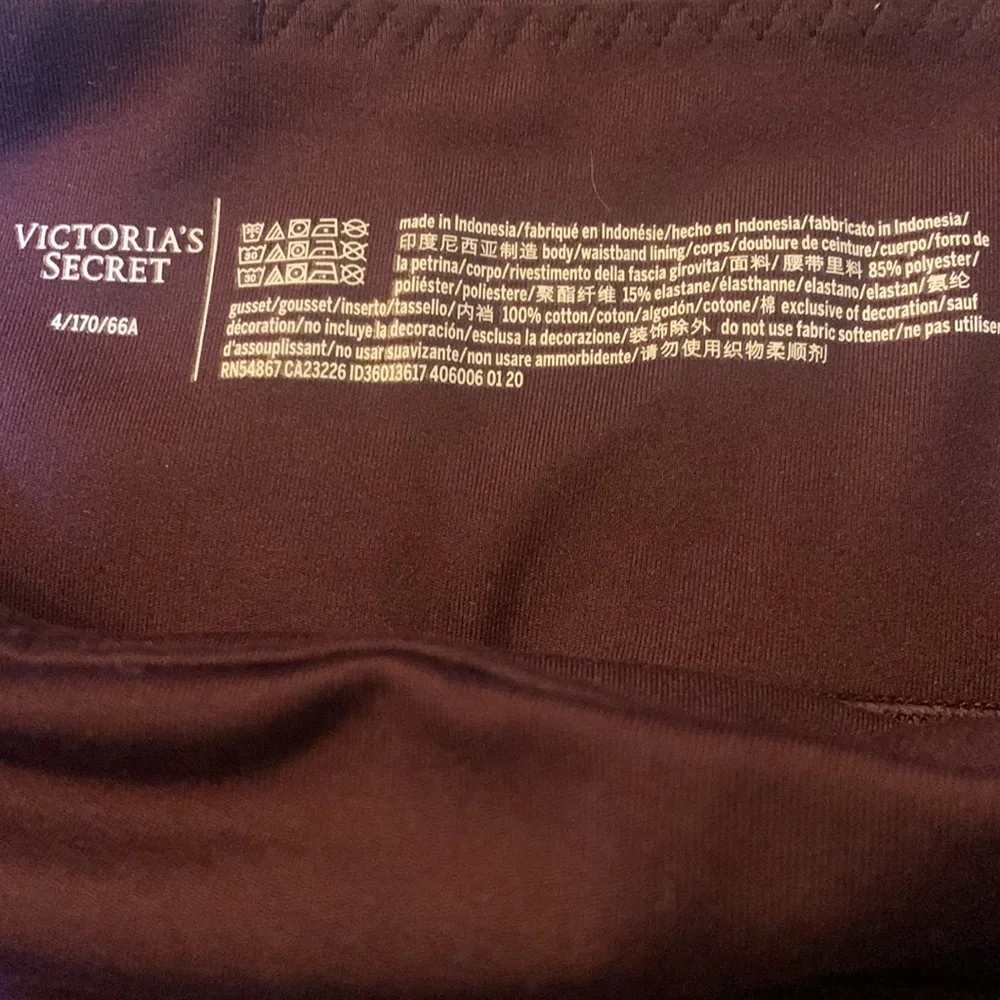 VICTORIA'S
SECRET
4/170/66A
made in Indonesia/fabriqué en Indonésie/hecho en Indonesia/fabbricato in Indonesia/
印度尼西亚制造 body/waistband lining/corps/doublure de ceinture/cuerpo/forro de
la petrina/corpo/rivestimento della fascia girovita/面料/ 腰带里料 85% polyester/
poliéster/poliestere/聚酯纤维 15% elastane/élasthanne/elastano/elastan/氨纶
gusset/gousset/inserto/tassello/内裆 100% cotton/coton/algodón/cotone/棉 exclusive of decoration/sauf
décoration/no incluye la decoración/esclusa la decorazione/装饰除外 do not use fabric softener/ne pas utiliser
d'assouplissant/no usar suavizante/non usare ammorbidente/请勿使用织物柔顺剂
RN54867 CA23226 ID36013617 406006 01 20